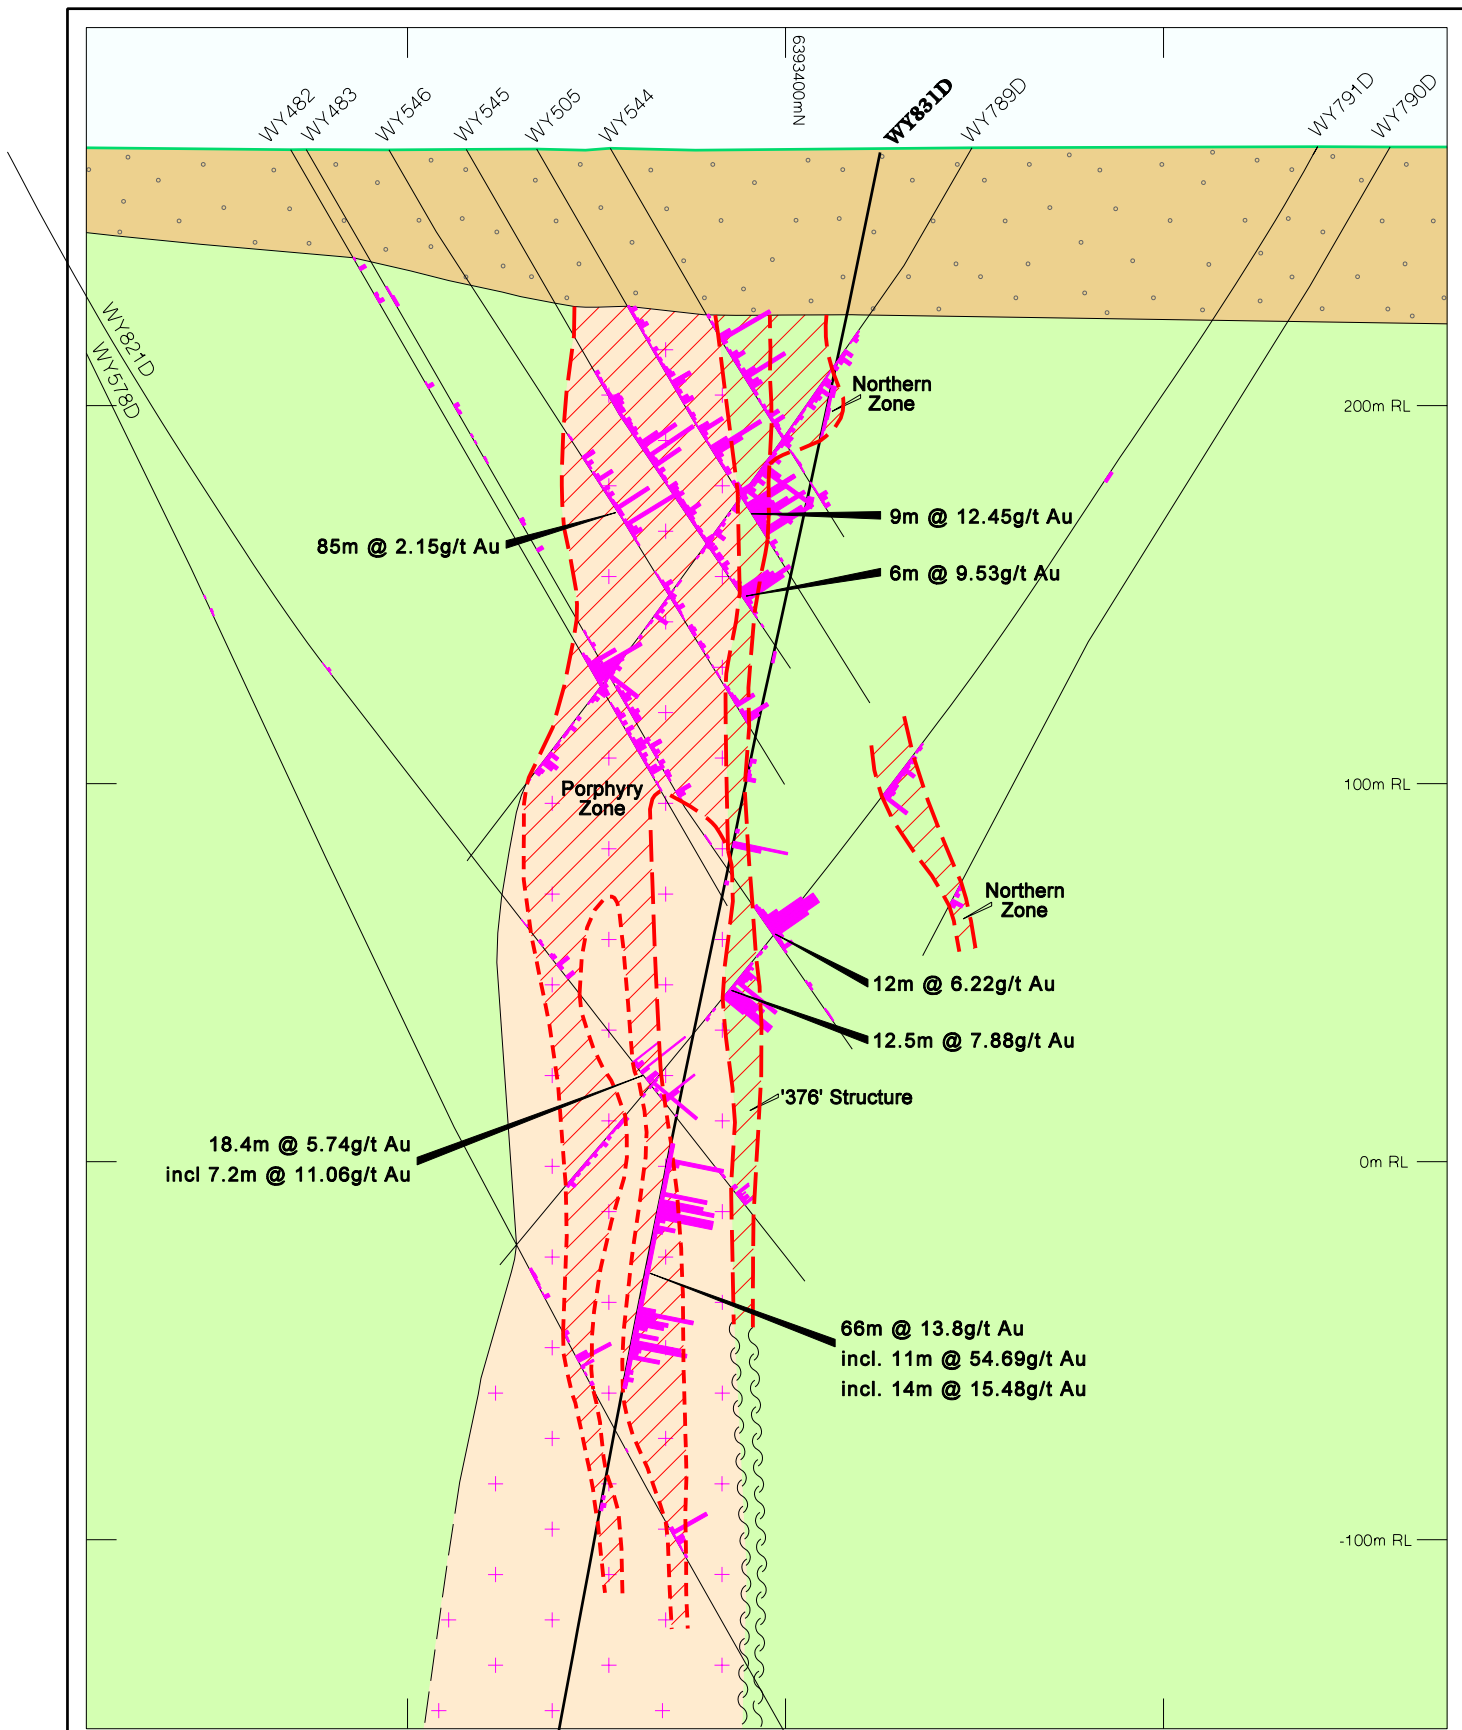 6393400mN
WY482
WY483
WY546
WY545
WY505
WY544
WY831D
WY789D
WY791D
WY790D
WY821D
WY578D
Northern
Zone
200m RL
9m @ 12.45g/t Au
85m @ 2.15g/t Au
6m @ 9.53g/t Au
100m RL
Porphyry
Zone
Northern
Zone
12m @ 6.22g/t Au
12.5m @ 7.88g/t Au
'376' Structure
18.4m @ 5.74g/t Au
incl 7.2m @ 11.06g/t Au
0m RL
66m @ 13.8g/t Au
incl. 11m @ 54.69g/t Au
incl. 14m @ 15.48g/t Au
-100m RL